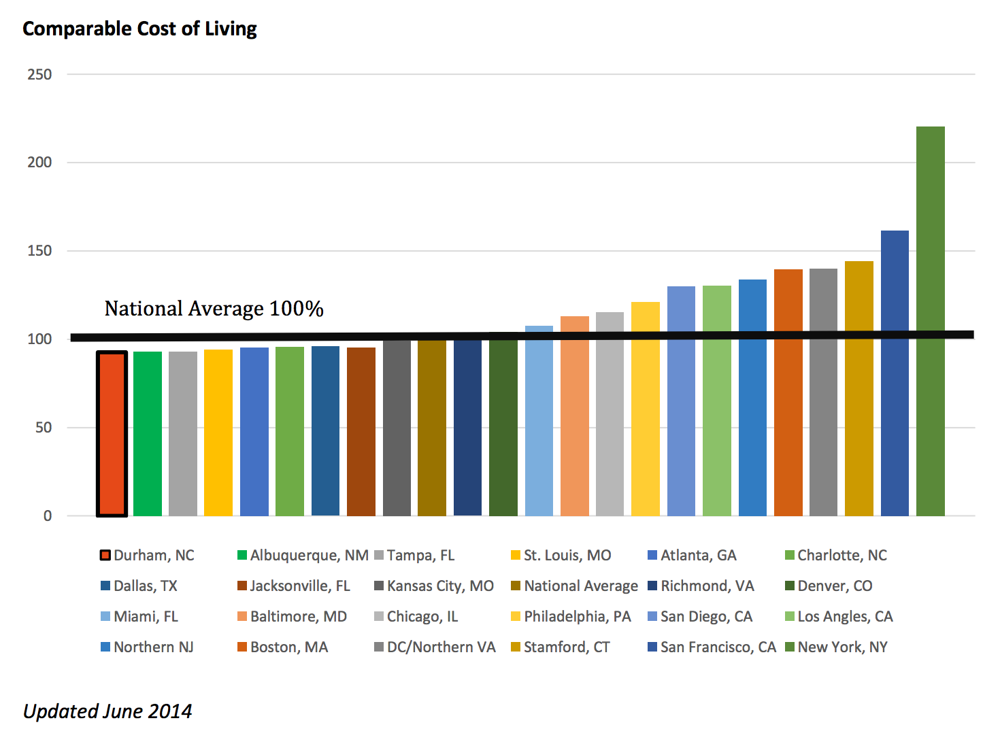 Comparable Cost of Living
250
200
150
National Average 100%
100
50
0
Durham, NC Albuquerque, NM Tampa, FL St. Louis, MO Atlanta, GA Charlotte, NC
Dallas, TX Jacksonville, FL Kansas City, MO National Average Richmond, VA Denver, CO
Miami, FL Baltimore, MD Chicago, IL Philadelphia, PA San Diego, CA Los Angles, CA
Northern NJ Boston, MA DC/Northern VA Stamford, CT San Francisco, CA New York, NY
Updated June 2014